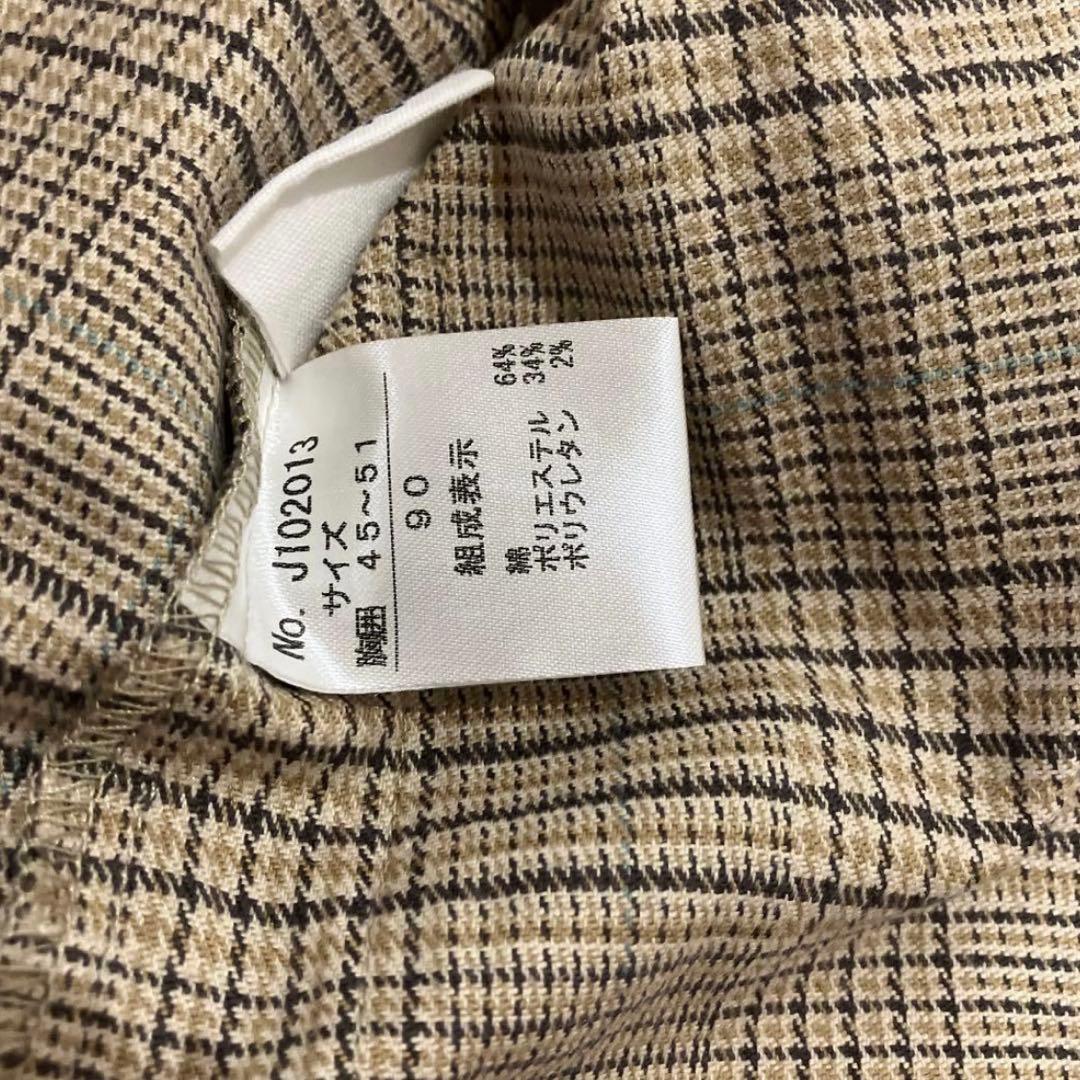 No. J102013
サイズ
胸囲 45～51
90
組成表示
綿 64%
ポリエステル 34%
ポリウレタン 2%